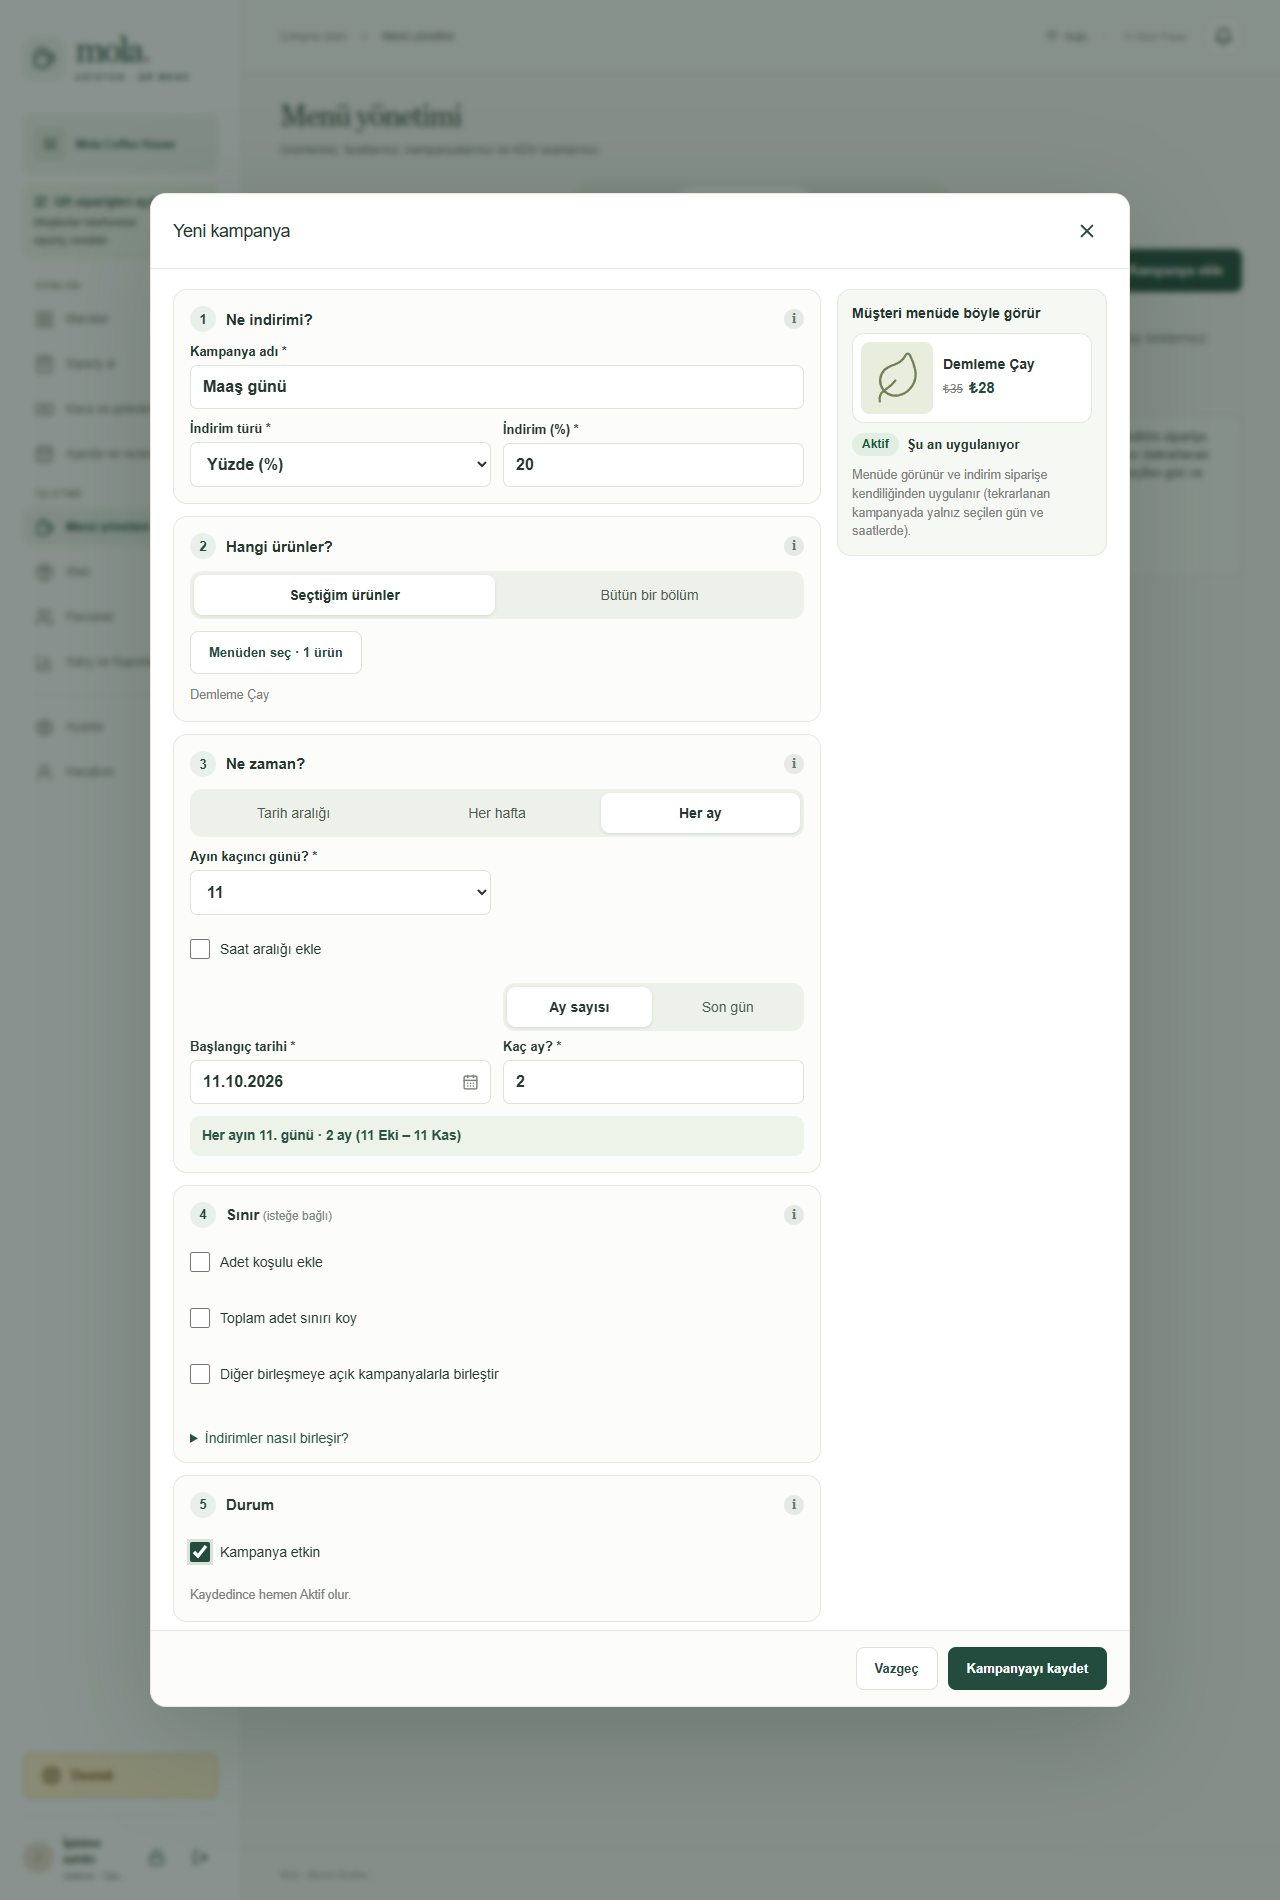 mola.
Menü yönetimi
Yeni kampanya
1 Ne indirimi? i
Kampanya adı *
Maaş günü
İndirim türü * İndirim (%) *
Yüzde (%) 20
2 Hangi ürünler? i
Seçtiğim ürünler Bütün bir bölüm
Menüden seç · 1 ürün
Demleme Çay
3 Ne zaman? i
Tarih aralığı Her hafta Her ay
Ayın kaçıncı günü? *
11
Saat aralığı ekle
Ay sayısı Son gün
Başlangıç tarihi * Kaç ay? *
11.10.2026 2
Her ayın 11. günü · 2 ay (11 Eki – 11 Kas)
4 Sınır (isteğe bağlı) i
Adet koşulu ekle
Toplam adet sınırı koy
Diğer birleşmeye açık kampanyalarla birleştir
İndirimler nasıl birleşir?
5 Durum i
Kampanya etkin
Kaydedince hemen Aktif olur.
Müşteri menüde böyle görür
Demleme Çay
₺35 ₺28
Aktif Şu an uygulanıyor
Menüde görünür ve indirim siparişe
kendiliğinden uygulanır (tekrarlanan
kampanyada yalnız seçilen gün ve
saatlerde).
Vazgeç Kampanyayı kaydet